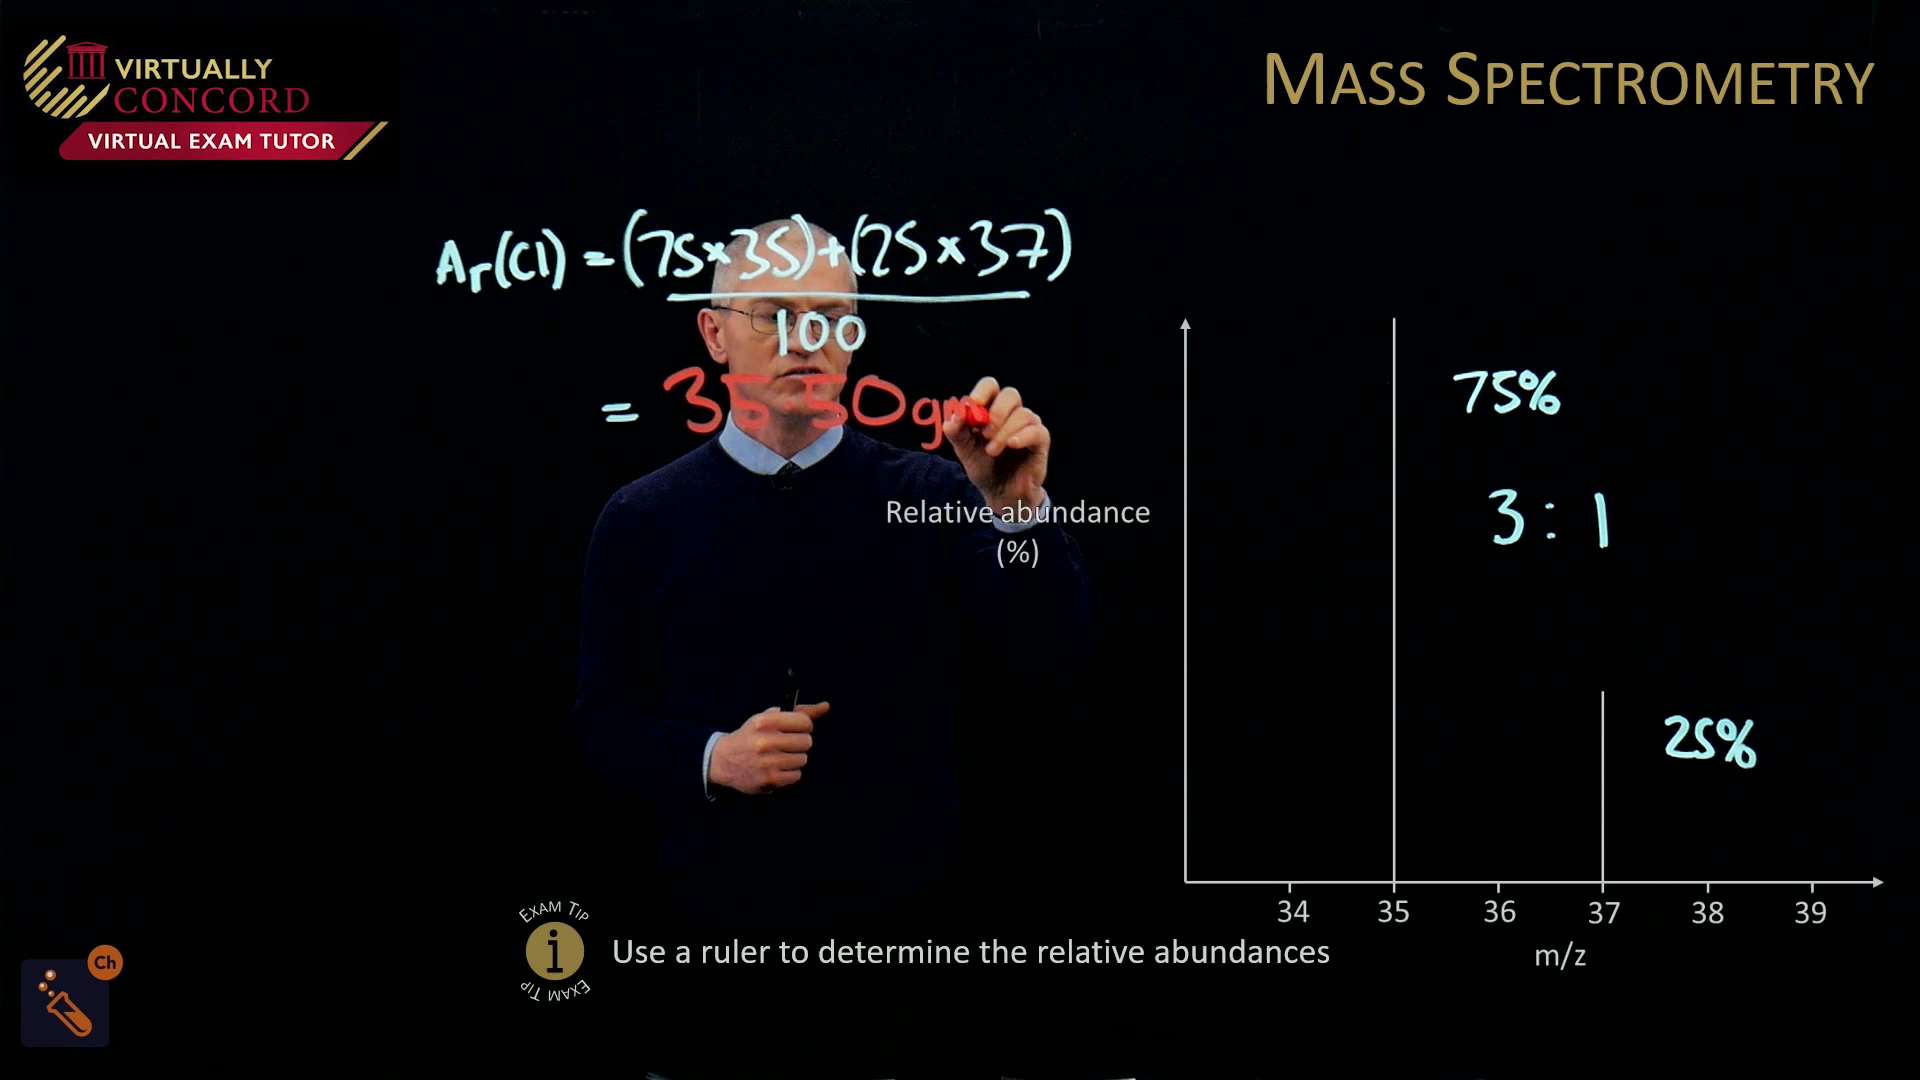 VIRTUALLY
CONCORD
VIRTUAL EXAM TUTOR
MASS SPECTROMETRY
Ar(Cl) = (75×35)+(25×37)
100
= 35.50gm
75%
Relative abundance
(%)
3 : 1
25%
34 35 36 37 38 39
m/z
EXAM TIP
i
Use a ruler to determine the relative abundances
EXAM TIP
Ch